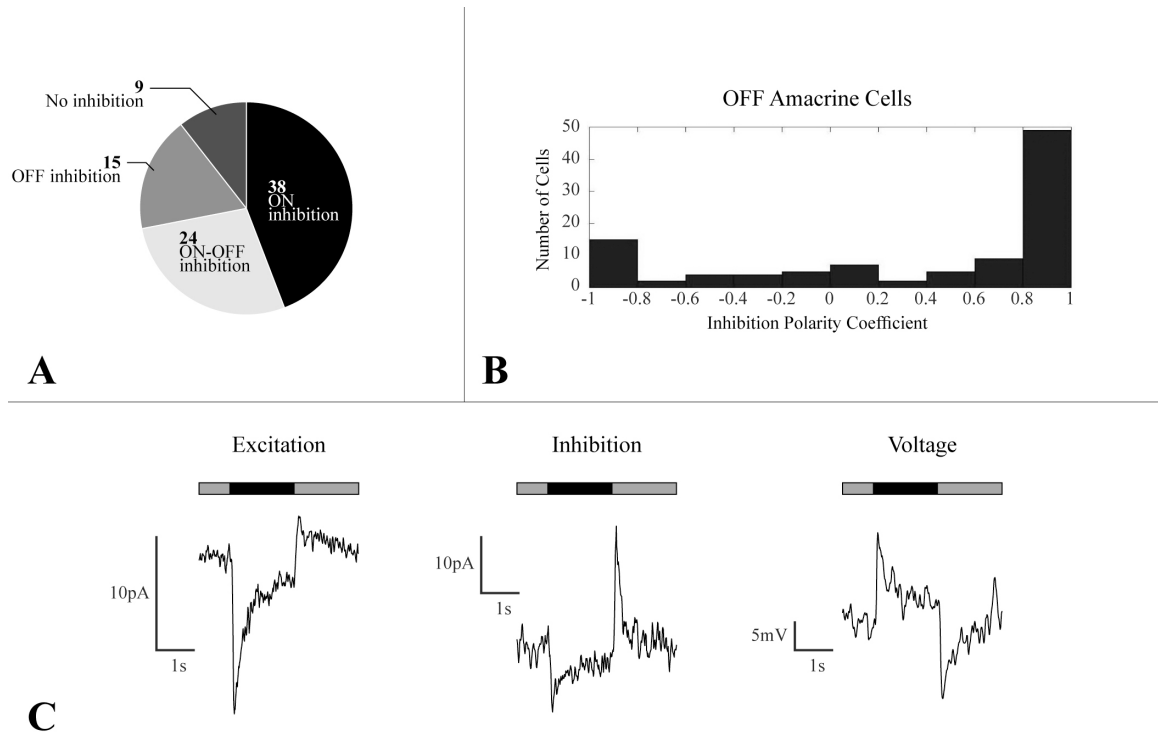 9
No inhibition
15
OFF inhibition
38
ON
inhibition
24
ON-OFF
inhibition
A
OFF Amacrine Cells
50
40
30
20
10
0
Number of Cells
-1 -0.8 -0.6 -0.4 -0.2 0 0.2 0.4 0.6 0.8 1
Inhibition Polarity Coefficient
B
Excitation
10pA
1s
Inhibition
10pA
1s
Voltage
5mV
1s
C